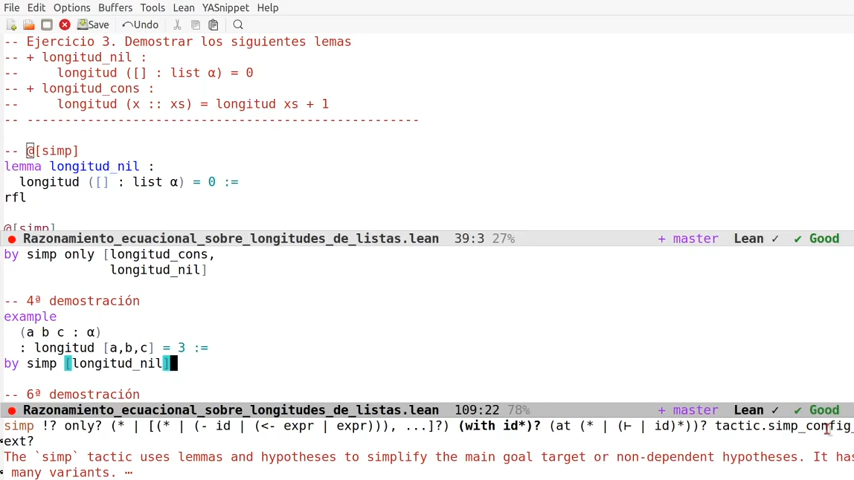 File Edit Options Buffers Tools Lean YASnippet Help
Save Undo
-- Ejercicio 3. Demostrar los siguientes lemas
-- + longitud_nil :
--     longitud ([] : list α) = 0
-- + longitud_cons :
--     longitud (x :: xs) = longitud xs + 1
-- --------------------------------------------------
-- @[simp]
lemma longitud_nil :
  longitud ([] : list α) = 0 :=
rfl
@[simp]
Razonamiento_ecuacional_sobre_longitudes_de_listas.lean 39:3 27% + master Lean ✓ ✔ Good
by simp only [longitud_cons,
              longitud_nil]
-- 4ª demostración
example
  (a b c : α)
  : longitud [a,b,c] = 3 :=
by simp [longitud_nil]
-- 6ª demostración
Razonamiento_ecuacional_sobre_longitudes_de_listas.lean 109:22 78% + master Lean ✓ ✔ Good
simp !? only? (* | [(* | (- id | (<- expr | expr))), ...]?) (with id*)? (at (* | (⊢ | id)*))? tactic.simp_config_
ext?
The `simp` tactic uses lemmas and hypotheses to simplify the main goal target or non-dependent hypotheses. It has
many variants. ⋯